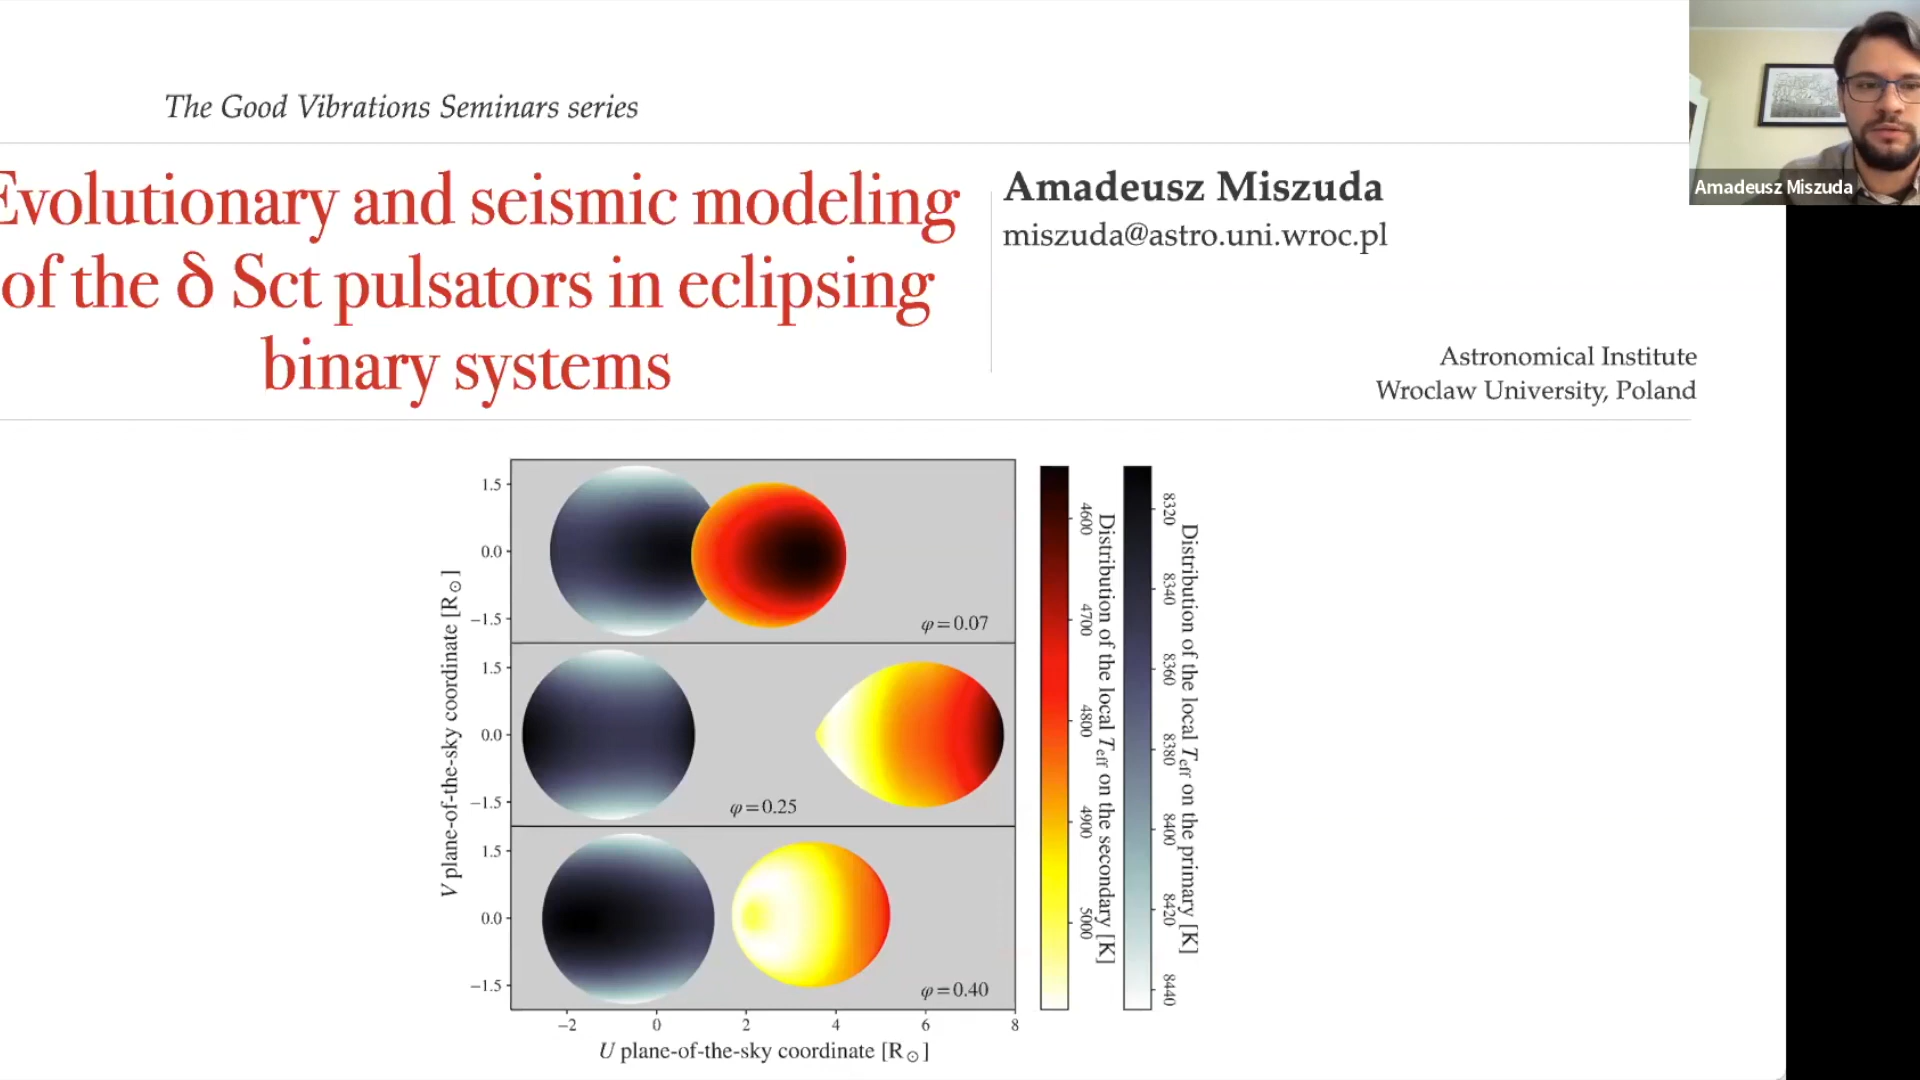 The Good Vibrations Seminars series
Evolutionary and seismic modeling
of the δ Sct pulsators in eclipsing
binary systems
Amadeusz Miszuda
miszuda@astro.uni.wroc.pl
Astronomical Institute
Wroclaw University, Poland
Amadeusz Miszuda
V plane-of-the-sky coordinate [R☉]
1.5
0.0
−1.5
φ=0.07
1.5
0.0
−1.5
φ=0.25
1.5
0.0
−1.5
φ=0.40
−2 0 2 4 6 8
U plane-of-the-sky coordinate [R☉]
4600 4700 4800 4900 5000
Distribution of the local Teff on the secondary [K]
8320 8340 8360 8380 8400 8420 8440
Distribution of the local Teff on the primary [K]